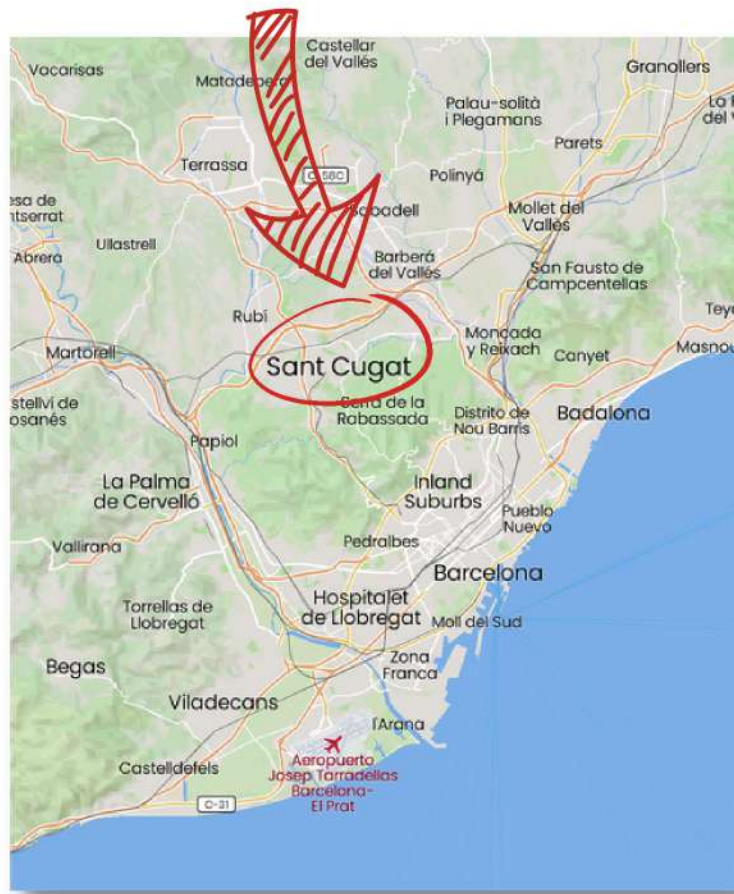 Castellar
del Vallés
Vacarisas
Matadepera
Granollers
Palau-solità
i Plegamans
Parets
Terrassa
C-58C
Polinyá
Sabadell
Mollet del
Vallés
Ullastrell
Abrera
Barberá
del Vallés
San Fausto de
Campcentellas
Rubí
Martorell
Moncada
y Reixach
Canyet
Sant Cugat
Serra de la
Rabassada
Distrito de
Nou Barris
Badalona
Papiol
La Palma
de Cervelló
Inland
Suburbs
Pueblo
Nuevo
Vallirana
Pedralbes
Barcelona
Torrellas de
Llobregat
Hospitalet
de Llobregat
Moll del Sud
Begas
Zona
Franca
Viladecans
l'Arana
Castelldefels
Aeropuerto
Josep Tarradellas
Barcelona-
El Prat
C-31